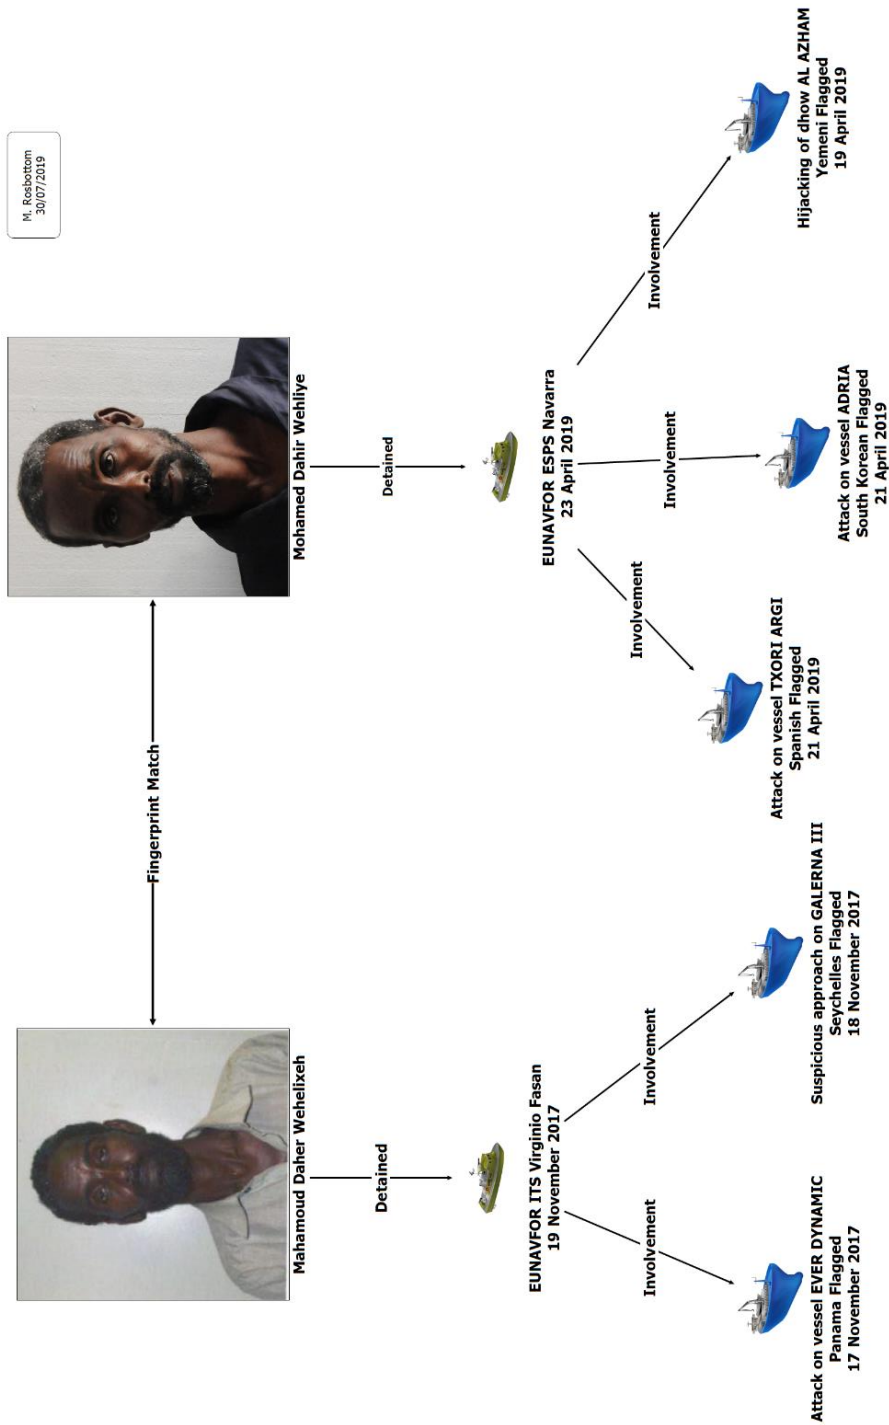 M. Rosbottom
30/07/2019
Fingerprint Match
Mahamoud Daher Wehelixeh
Mohamed Dahir Wehliye
Detained
Detained
EUNAVFOR ITS Virginio Fasan
19 November 2017
EUNAVFOR ESPS Navarra
23 April 2019
Involvement
Involvement
Involvement
Involvement
Involvement
Attack on vessel EVER DYNAMIC
Panama Flagged
17 November 2017
Suspicious approach on GALERNA III
Seychelles Flagged
18 November 2017
Attack on vessel TXORI ARGI
Spanish Flagged
21 April 2019
Attack on vessel ADRIA
South Korean Flagged
21 April 2019
Hijacking of dhow AL AZHAM
Yemeni Flagged
19 April 2019